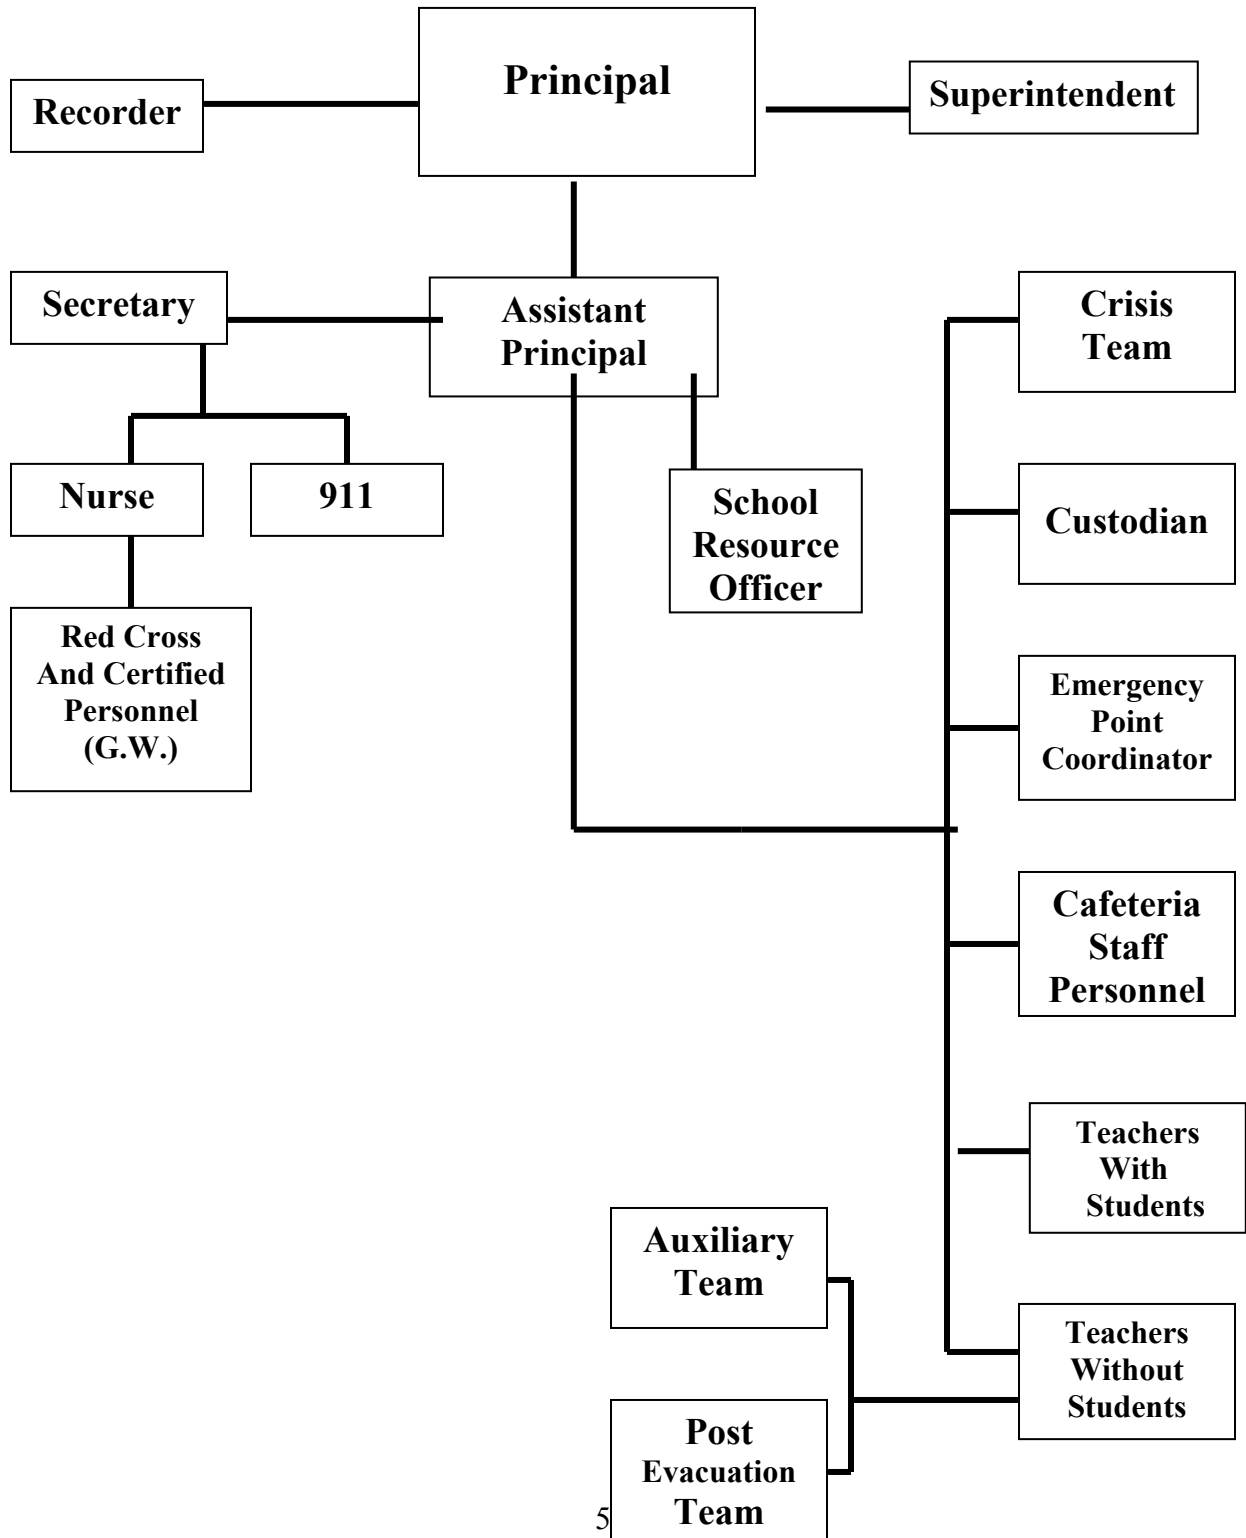 Principal
Recorder
Superintendent
Secretary
Assistant
Principal
Crisis
Team
Nurse
911
School
Resource
Officer
Custodian
Red Cross
And Certified
Personnel
(G.W.)
Emergency
Point
Coordinator
Cafeteria
Staff
Personnel
Teachers
With
Students
Auxiliary
Team
Teachers
Without
Students
Post
Evacuation
Team
5